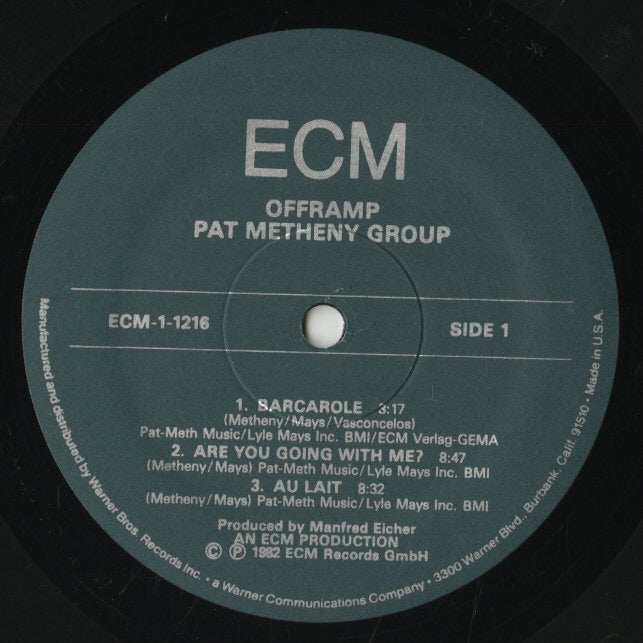 ECM
OFFRAMP
PAT METHENY GROUP
ECM-1-1216
SIDE 1
1. BARCAROLE 3:17
(Metheny/Mays/Vasconcelos)
Pat-Meth Music/Lyle Mays Inc. BMI/ECM Verlag-GEMA
2. ARE YOU GOING WITH ME? 8:47
(Metheny/Mays) Pat-Meth Music/Lyle Mays Inc. BMI
3. AU LAIT 8:32
(Metheny/Mays) Pat-Meth Music/Lyle Mays Inc. BMI
Produced by Manfred Eicher
AN ECM PRODUCTION
© ℗ 1982 ECM Records GmbH
Manufactured and distributed by Warner Bros. Records Inc. • a Warner Communications Company • 3300 Warner Blvd., Burbank, Calif. 91510 • Made in U.S.A.